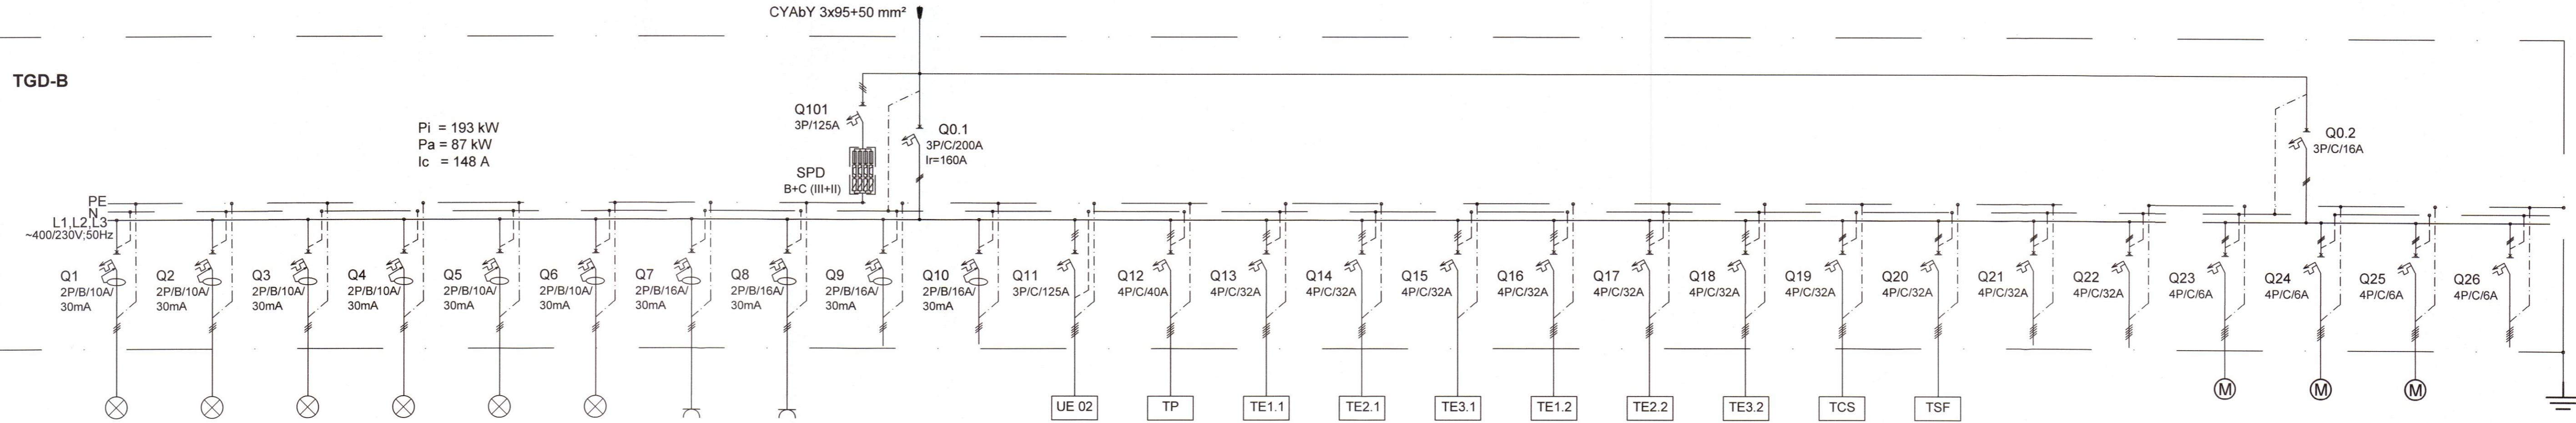 CYAbY 3x95+50 mm²
TGD-B
Pi = 193 kW
Pa = 87 kW
Ic = 148 A
Q101
3P/125A
SPD
B+C (III+II)
Q0.1
3P/C/200A
Ir=160A
Q0.2
3P/C/16A
PE
N
L1,L2,L3
~400/230V;50Hz
Q1
2P/B/10A/
30mA
Q2
2P/B/10A/
30mA
Q3
2P/B/10A/
30mA
Q4
2P/B/10A/
30mA
Q5
2P/B/10A/
30mA
Q6
2P/B/10A/
30mA
Q7
2P/B/16A/
30mA
Q8
2P/B/16A/
30mA
Q9
2P/B/16A/
30mA
Q10
2P/B/16A/
30mA
Q11
3P/C/125A
Q12
4P/C/40A
Q13
4P/C/32A
Q14
4P/C/32A
Q15
4P/C/32A
Q16
4P/C/32A
Q17
4P/C/32A
Q18
4P/C/32A
Q19
4P/C/32A
Q20
4P/C/32A
Q21
4P/C/32A
Q22
4P/C/32A
Q23
4P/C/6A
Q24
4P/C/6A
Q25
4P/C/6A
Q26
4P/C/6A
UE 02
TP
TE1.1
TE2.1
TE3.1
TE1.2
TE2.2
TE3.2
TCS
TSF
M
M
M